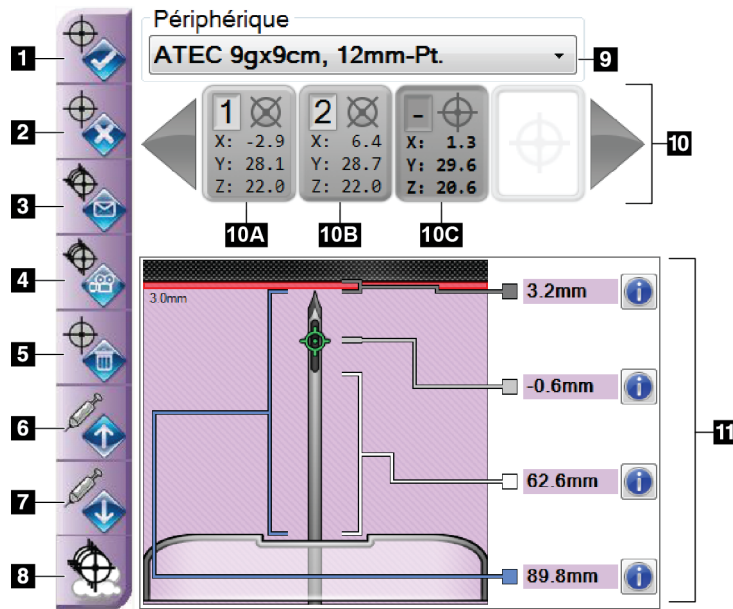 Périphérique
1
ATEC 9gx9cm, 12mm-Pt.
9
2
1
X: -2.9
Y: 28.1
Z: 22.0
2
X: 6.4
Y: 28.7
Z: 22.0
-
X: 1.3
Y: 29.6
Z: 20.6
10
3
10A
10B
10C
4
3.0mm
3.2mm
5
-0.6mm
6
11
62.6mm
7
8
89.8mm